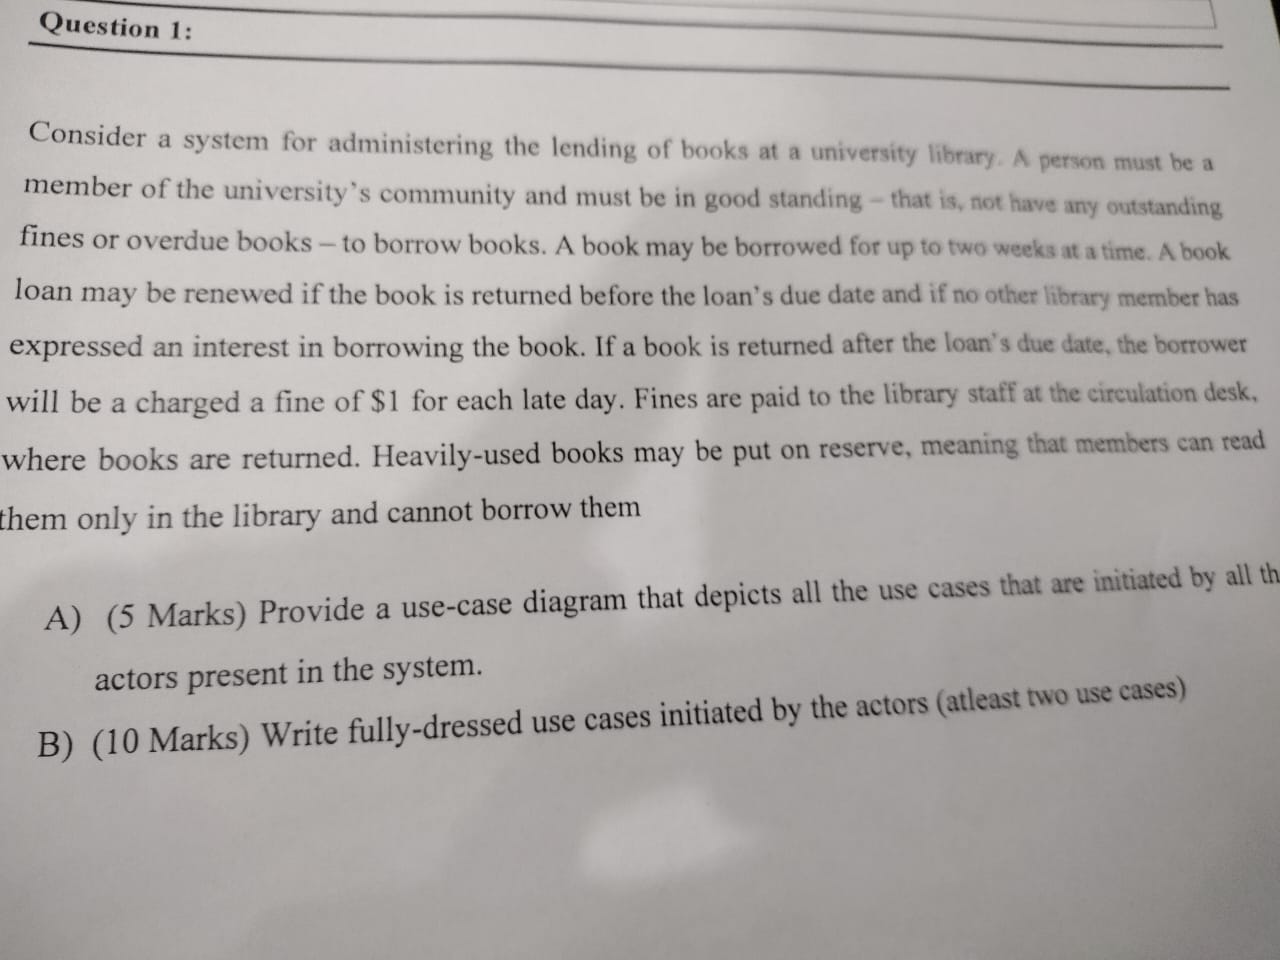 Question 1:
Consider a system for administering the lending of books at a university library. A person must be a
member of the university's community and must be in good standing – that is, not have any outstanding
fines or overdue books – to borrow books. A book may be borrowed for up to two weeks at a time. A book
loan may be renewed if the book is returned before the loan's due date and if no other library member has
expressed an interest in borrowing the book. If a book is returned after the loan's due date, the borrower
will be a charged a fine of $1 for each late day. Fines are paid to the library staff at the circulation desk,
where books are returned. Heavily-used books may be put on reserve, meaning that members can read
them only in the library and cannot borrow them
A) (5 Marks) Provide a use-case diagram that depicts all the use cases that are initiated by all th
actors present in the system.
B) (10 Marks) Write fully-dressed use cases initiated by the actors (atleast two use cases)